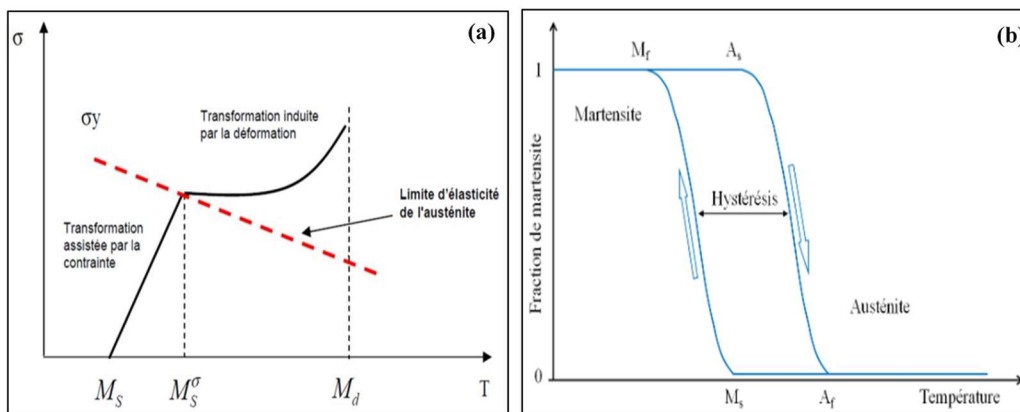 σ
(a)
σy
Transformation induite
par la déformation
Limite d'élasticité
de l'austénite
Transformation
assistée par la
contrainte
M_S
M_S^σ
M_d
T
(b)
M_f
A_s
1
Martensite
Hystérésis
Fraction de martensite
Austénite
0
M_s
A_f
Température